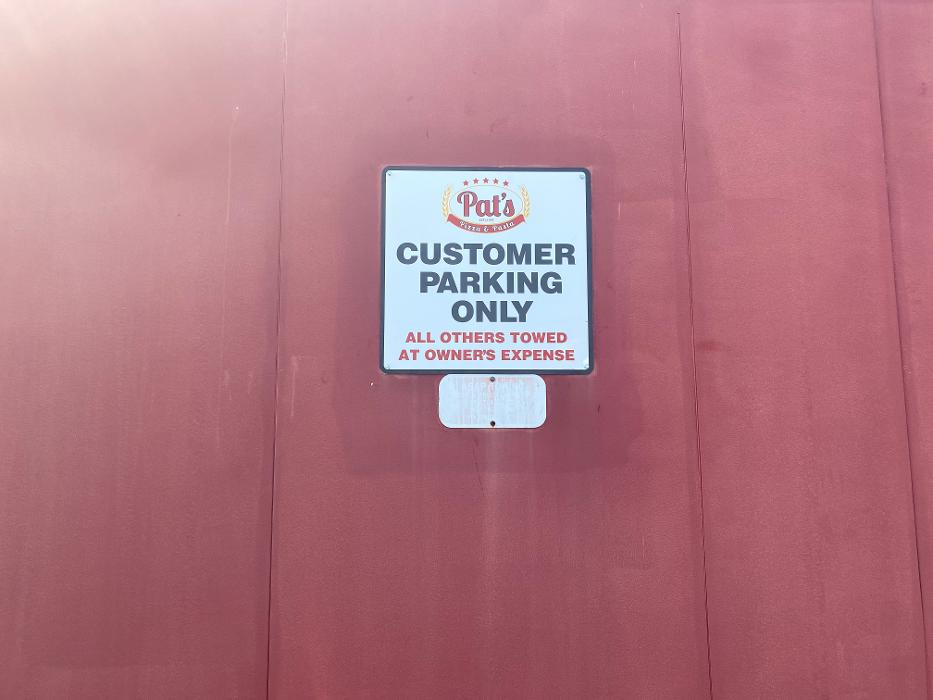 Pat's
Pizza & Pasta
CUSTOMER
PARKING
ONLY
ALL OTHERS TOWED
AT OWNER'S EXPENSE